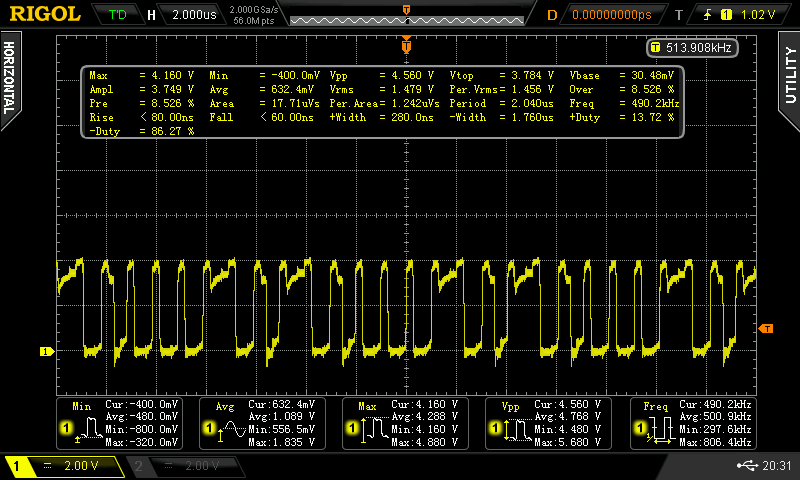 RIGOL T'D H 2.000us 2.000GSa/s 56.0M pts D 0.00000000ps T 1 1.02 V
HORIZONTAL
UTILITY
T
T 513.908kHz
Max = 4.160 V Min = -400.0mV Vpp = 4.560 V Vtop = 3.784 V Vbase = 30.48mV
Ampl = 3.749 V Avg = 632.4mV Vrms = 1.479 V Per.Vrms= 1.456 V Over = 8.526 %
Pre = 8.526 % Area = 17.71uVs Per.Area= 1.242uVs Period = 2.040us Freq = 490.2kHz
Rise < 80.00ns Fall < 60.00ns +Width = 280.0ns -Width = 1.760us +Duty = 13.72 %
-Duty = 86.27 %
1
T
Min
1
Cur:-400.0mV
Avg:-480.0mV
Min:-800.0mV
Max:-320.0mV
Avg
1
Cur:632.4mV
Avg:1.089 V
Min:556.5mV
Max:1.835 V
Max
1
Cur:4.160 V
Avg:4.288 V
Min:4.160 V
Max:4.880 V
Vpp
1
Cur:4.560 V
Avg:4.768 V
Min:4.480 V
Max:5.680 V
Freq
1
Cur:490.2kHz
Avg:500.9kHz
Min:297.6kHz
Max:806.4kHz
1 2.00 V 2 2.00 V 20:31